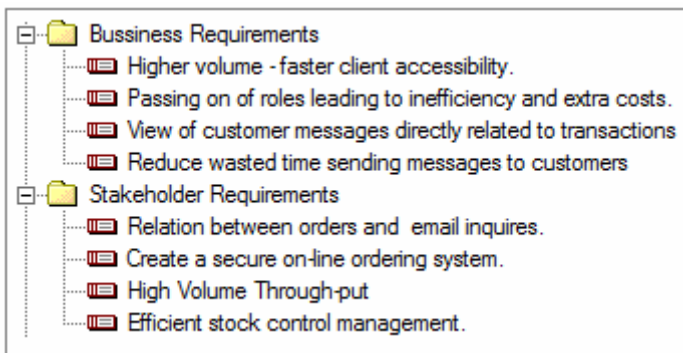 Bussiness Requirements
Higher volume - faster client accessibility.
Passing on of roles leading to inefficiency and extra costs.
View of customer messages directly related to transactions
Reduce wasted time sending messages to customers
Stakeholder Requirements
Relation between orders and email inquires.
Create a secure on-line ordering system.
High Volume Through-put
Efficient stock control management.